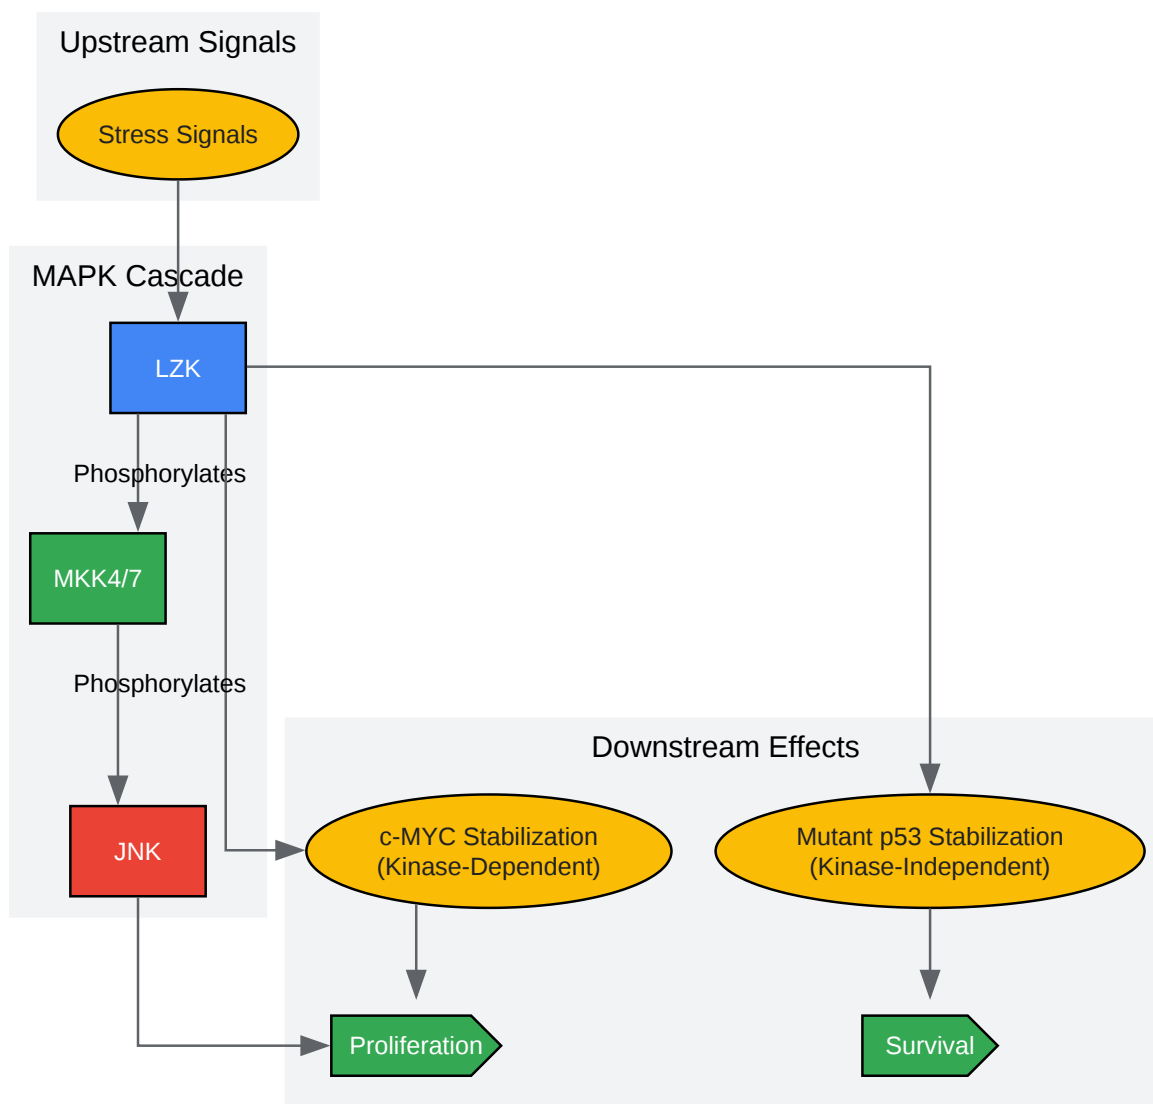 Upstream Signals
Stress Signals
MAPK Cascade
LZK
Phosphorylates
MKK4/7
Phosphorylates
JNK
Downstream Effects
c-MYC Stabilization
(Kinase-Dependent)
Mutant p53 Stabilization
(Kinase-Independent)
Proliferation
Survival